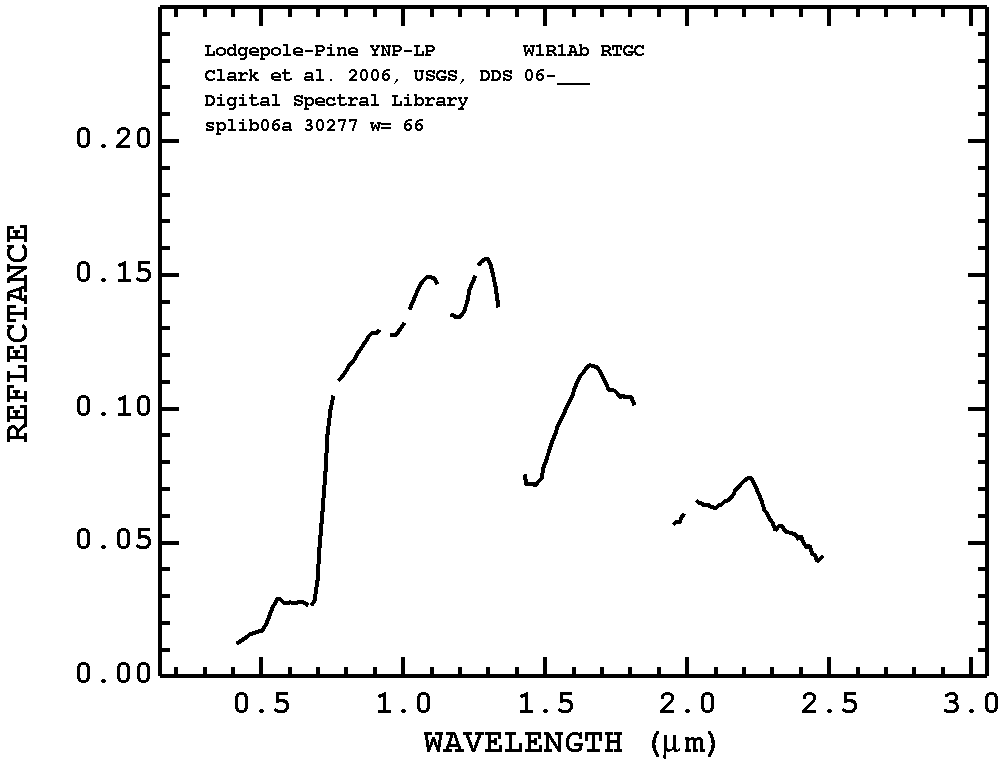 Lodgepole-Pine YNP-LP W1R1Ab RTGC
Clark et al. 2006, USGS, DDS 06-___
Digital Spectral Library
splib06a 30277 w= 66
0.20
0.15
0.10
0.05
0.00
REFLECTANCE
0.5 1.0 1.5 2.0 2.5 3.0
WAVELENGTH (μm)